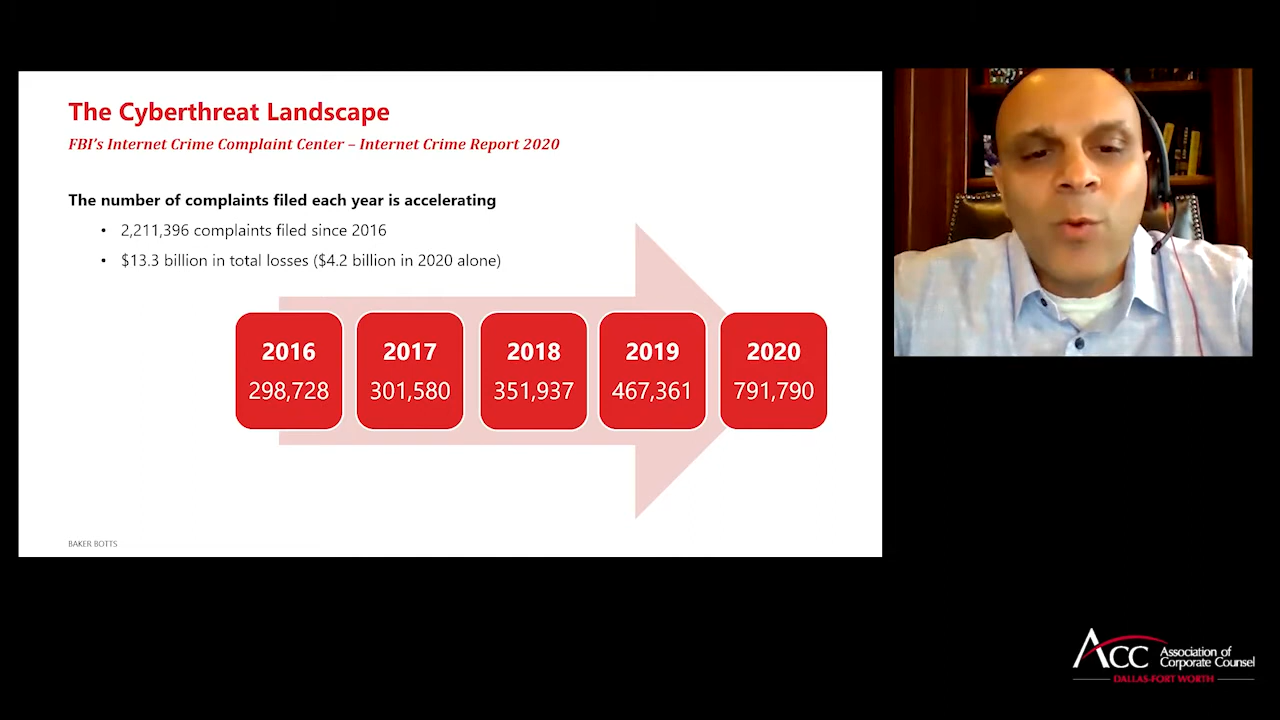 The Cyberthreat Landscape
FBI's Internet Crime Complaint Center – Internet Crime Report 2020
The number of complaints filed each year is accelerating
• 2,211,396 complaints filed since 2016
• $13.3 billion in total losses ($4.2 billion in 2020 alone)
2016 2017 2018 2019 2020
298,728 301,580 351,937 467,361 791,790
BAKER BOTTS
ACC Association of
Corporate Counsel
DALLAS-FORT WORTH